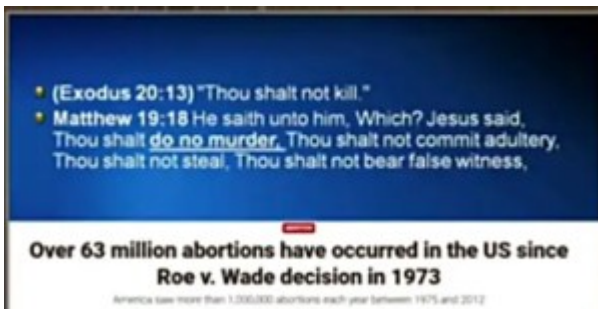 (Exodus 20:13) "Thou shalt not kill."
Matthew 19:18 He saith unto him, Which? Jesus said,
Thou shalt do no murder, Thou shalt not commit adultery,
Thou shalt not steal, Thou shalt not bear false witness,
Over 63 million abortions have occurred in the US since
Roe v. Wade decision in 1973
America saw more than 1,000,000 abortions each year between 1975 and 2012